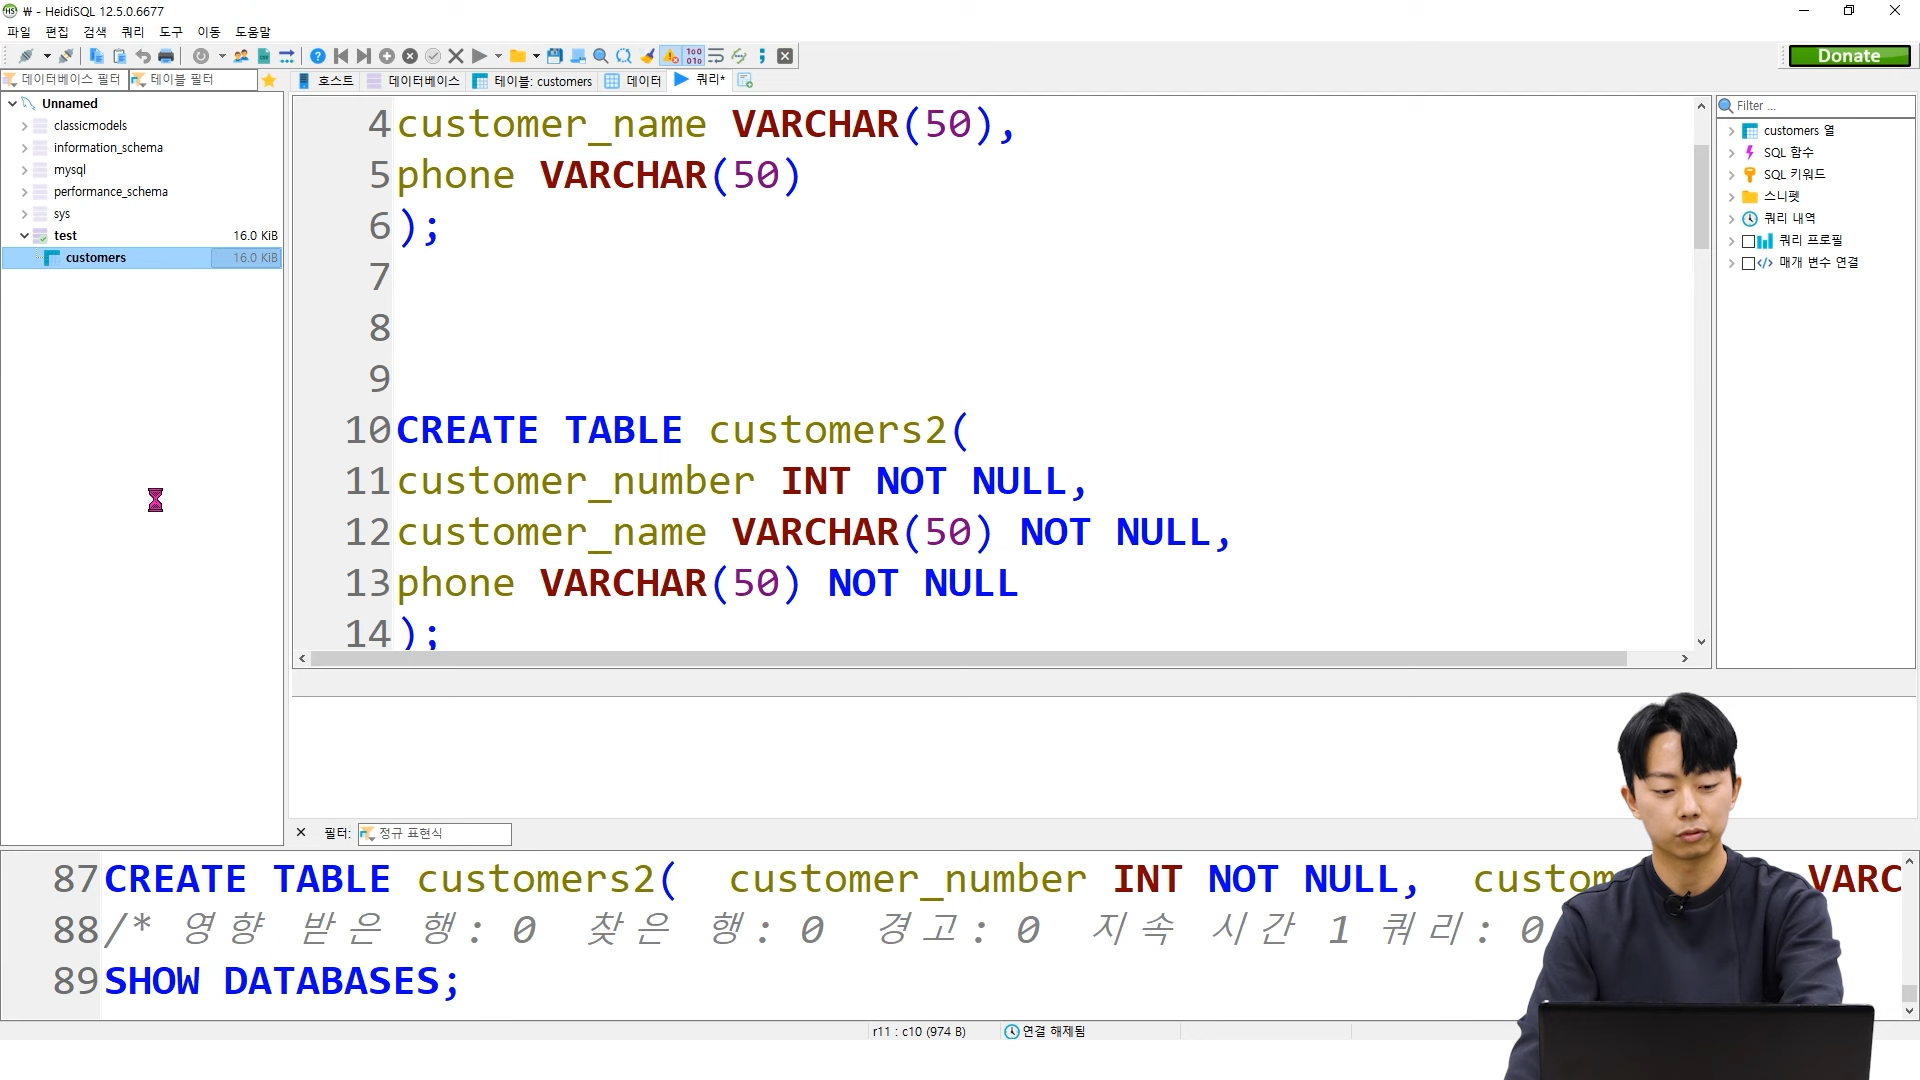 ₩ - HeidiSQL 12.5.0.6677
파일 편집 검색 쿼리 도구 이동 도움말
Donate
데이터베이스 필터 테이블 필터 호스트 데이터베이스 테이블: customers 데이터 쿼리*
Unnamed
classicmodels
information_schema
mysql
performance_schema
sys
test 16.0 KiB
customers 16.0 KiB
4 customer_name VARCHAR(50),
5 phone VARCHAR(50)
6 );
7
8
9
10 CREATE TABLE customers2(
11 customer_number INT NOT NULL,
12 customer_name VARCHAR(50) NOT NULL,
13 phone VARCHAR(50) NOT NULL
14 );
Filter ...
customers 열
SQL 함수
SQL 키워드
스니펫
쿼리 내역
쿼리 프로필
매개 변수 연결
필터: 정규 표현식
87 CREATE TABLE customers2( customer_number INT NOT NULL, custom VARC
88 /* 영향 받은 행: 0 찾은 행: 0 경고: 0 지속 시간 1 쿼리: 0
89 SHOW DATABASES;
r11 : c10 (974 B) 연결 해제됨